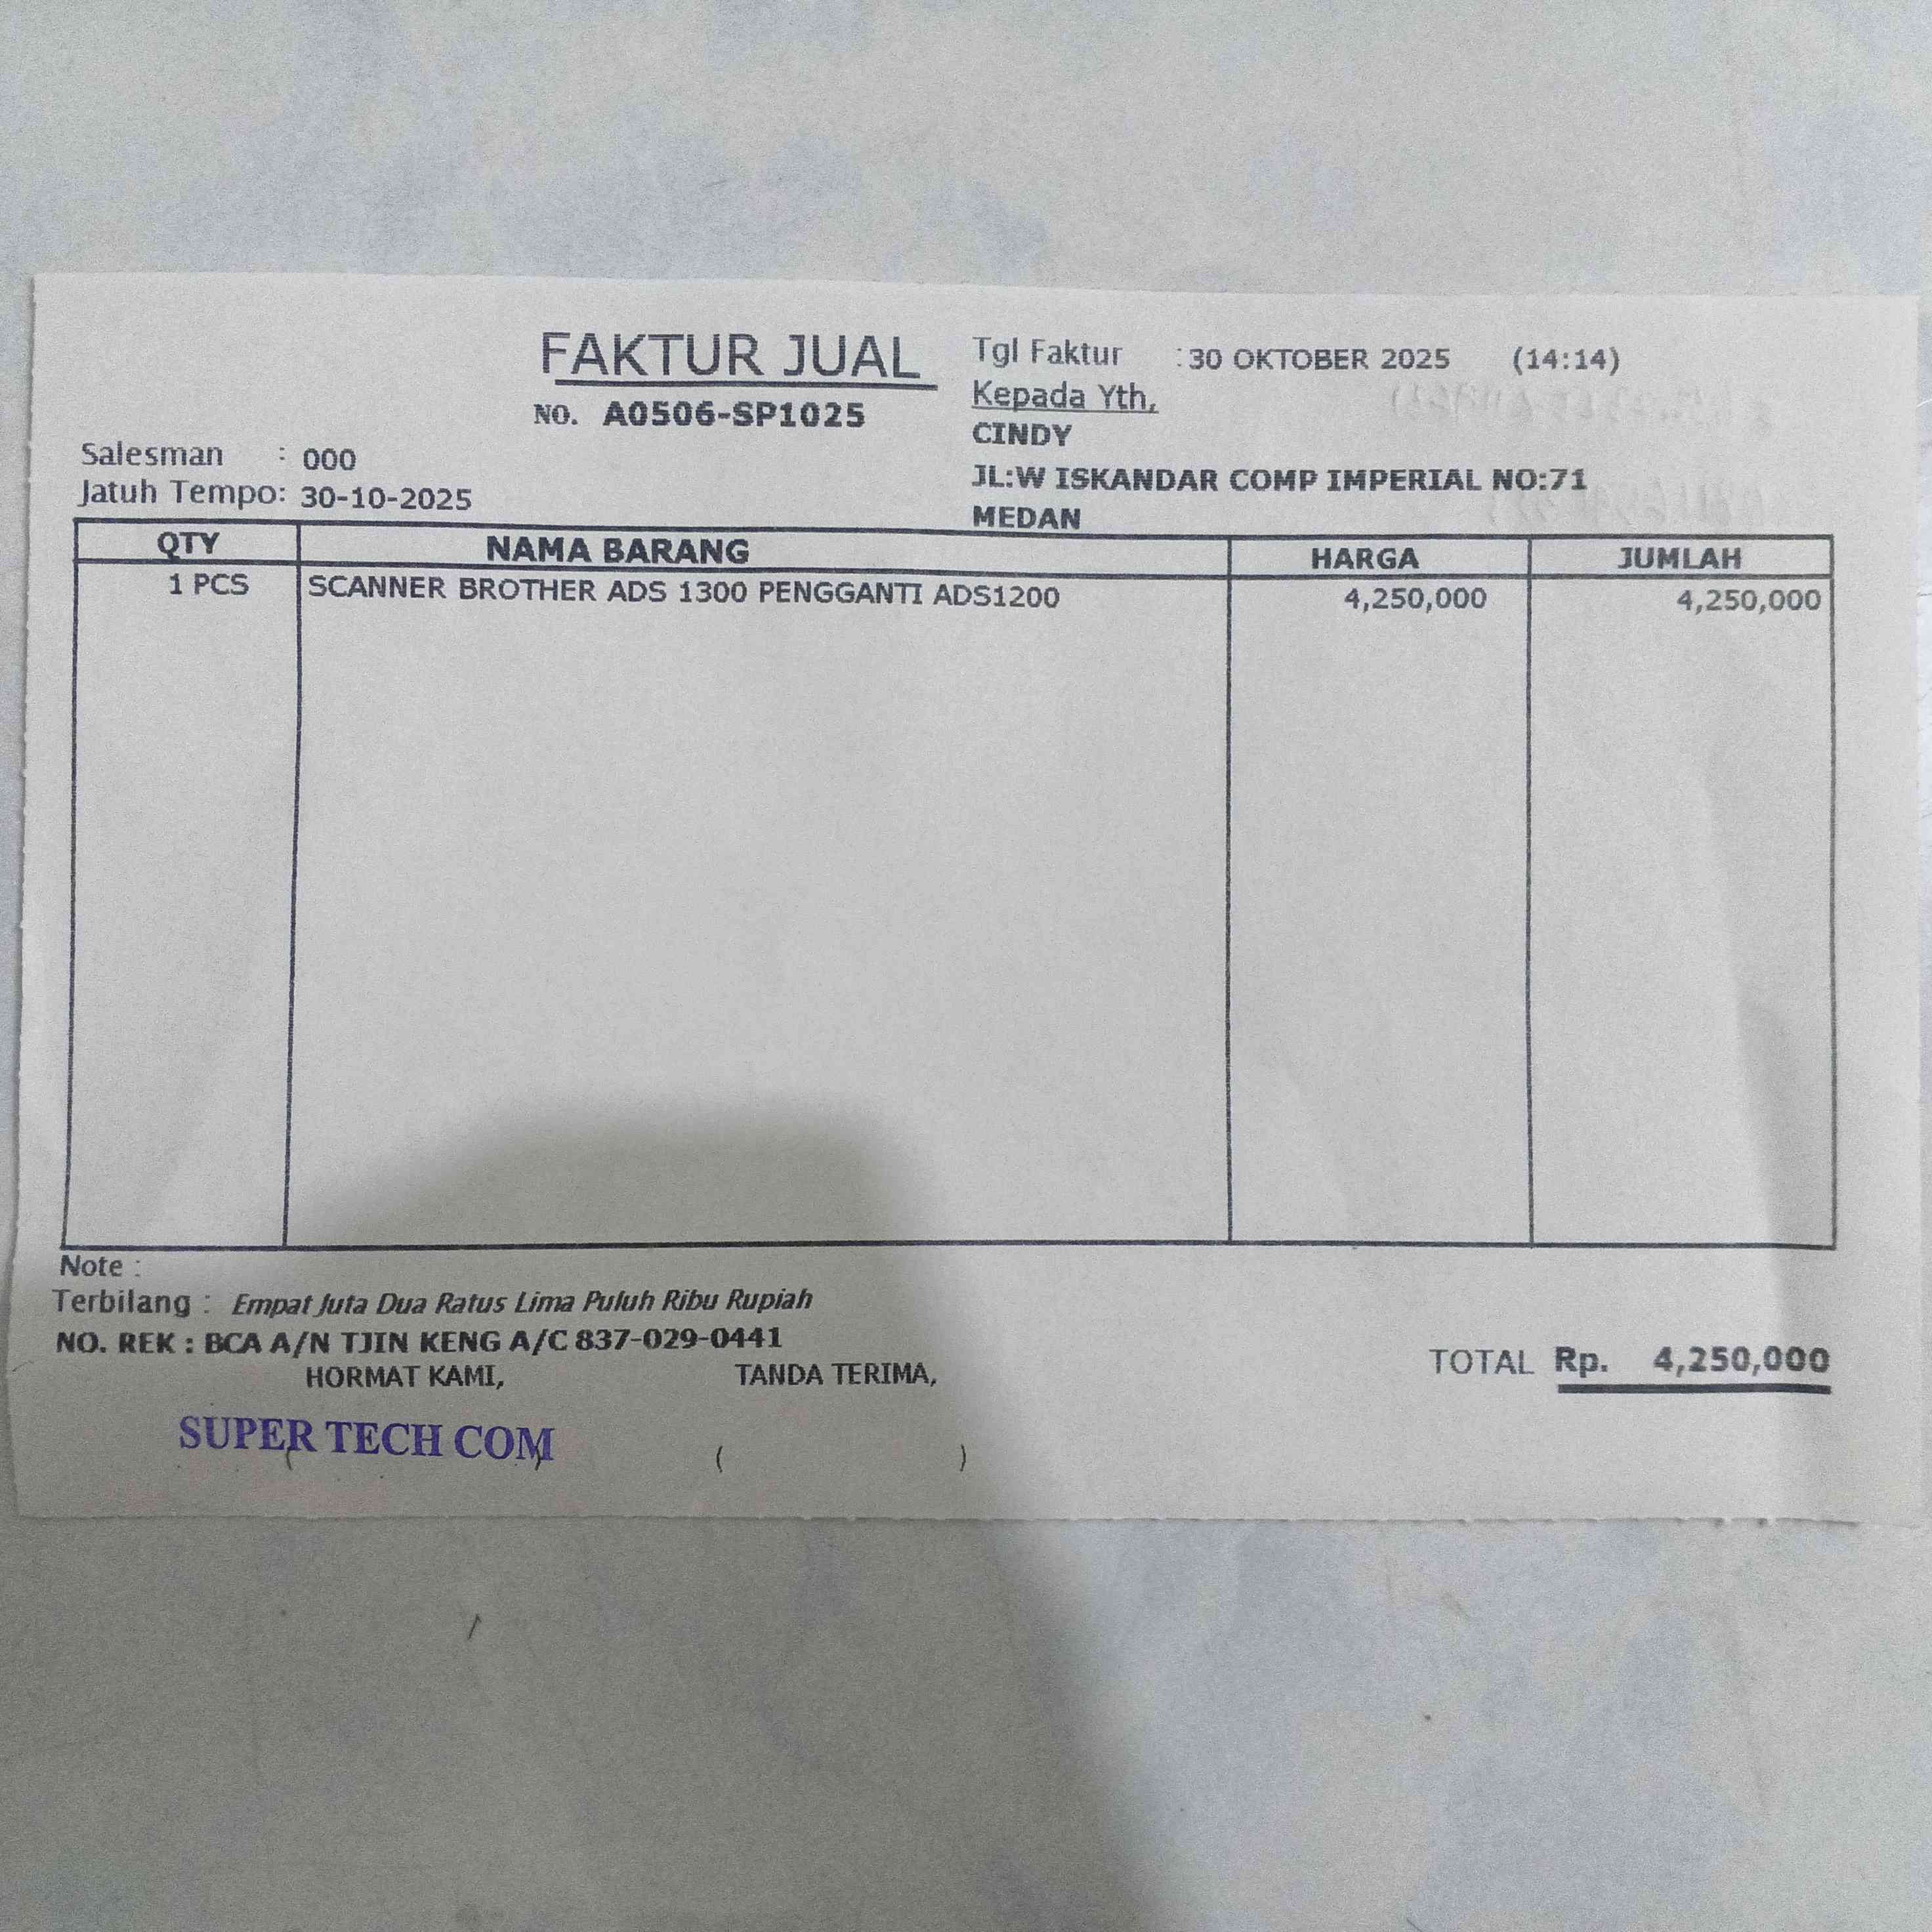 FAKTUR JUAL
NO. A0506-SP1025
Tgl Faktur : 30 OKTOBER 2025 (14:14)
Kepada Yth,
CINDY
JL:W ISKANDAR COMP IMPERIAL NO:71
MEDAN
Salesman : 000
Jatuh Tempo: 30-10-2025
QTY NAMA BARANG HARGA JUMLAH
1 PCS SCANNER BROTHER ADS 1300 PENGGANTI ADS1200 4,250,000 4,250,000
Note :
Terbilang : Empat Juta Dua Ratus Lima Puluh Ribu Rupiah
NO. REK : BCA A/N TJIN KENG A/C 837-029-0441
TOTAL Rp. 4,250,000
HORMAT KAMI, TANDA TERIMA,
SUPER TECH COM
( )